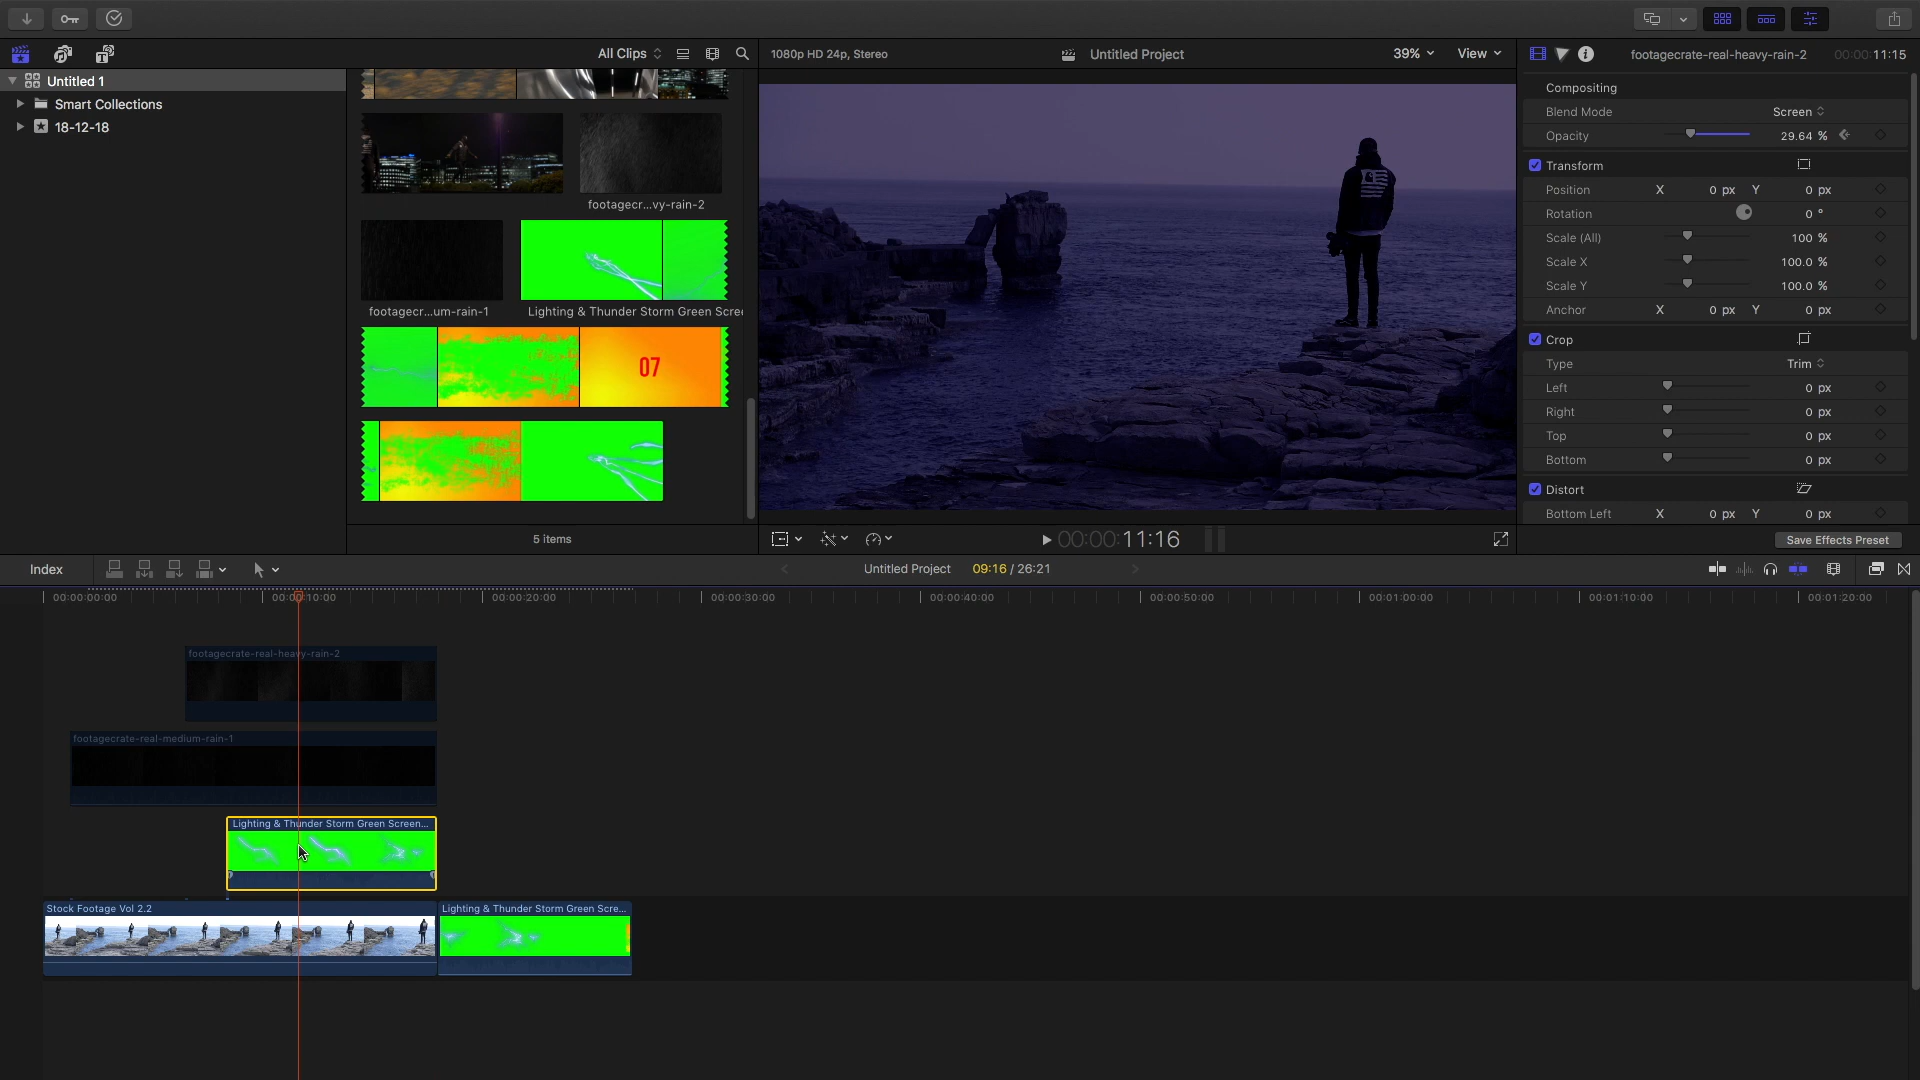 All Clips
1080p HD 24p, Stereo
Untitled Project
39%
View
footagecrate-real-heavy-rain-2
00:00:11:15
Untitled 1
Smart Collections
18-12-18
footagecr...vy-rain-2
footagecr...um-rain-1
Lighting & Thunder Storm Green Scree
07
5 items
Compositing
Blend Mode
Screen
Opacity
29.64 %
Transform
Position X 0 px Y 0 px
Rotation 0 °
Scale (All) 100 %
Scale X 100.0 %
Scale Y 100.0 %
Anchor X 0 px Y 0 px
Crop
Type Trim
Left 0 px
Right 0 px
Top 0 px
Bottom 0 px
Distort
Bottom Left X 0 px Y 0 px
00:00:11:16
Save Effects Preset
Index
Untitled Project
09:16 / 26:21
00:00:00:00
00:00:10:00
00:00:20:00
00:00:30:00
00:00:40:00
00:00:50:00
00:01:00:00
00:01:10:00
00:01:20:00
footagecrate-real-heavy-rain-2
footagecrate-real-medium-rain-1
Lighting & Thunder Storm Green Screen...
Stock Footage Vol 2.2
Lighting & Thunder Storm Green Scre...